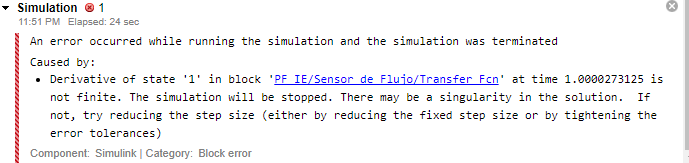 Simulation 1
11:51 PM Elapsed: 24 sec
An error occurred while running the simulation and the simulation was terminated
Caused by:
• Derivative of state '1' in block 'PF IE/Sensor de Flujo/Transfer Fcn' at time 1.0000273125 is
not finite. The simulation will be stopped. There may be a singularity in the solution. If
not, try reducing the step size (either by reducing the fixed step size or by tightening the
error tolerances)
Component: Simulink | Category: Block error